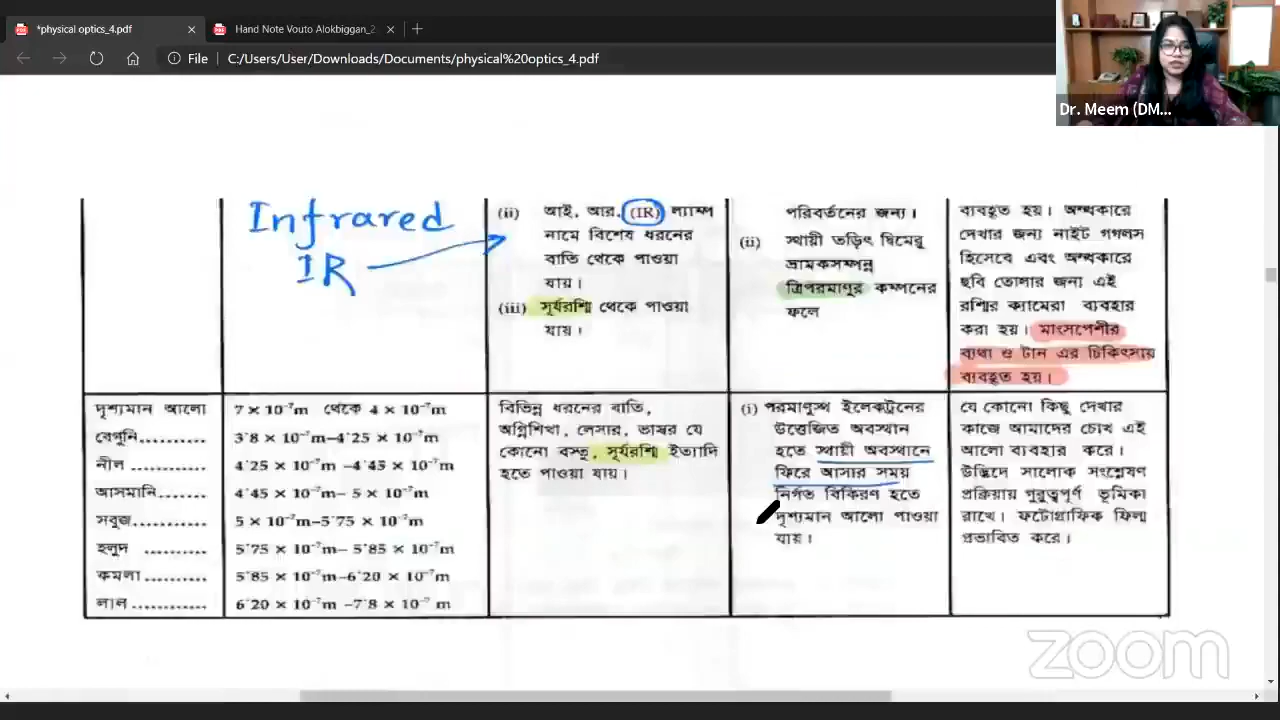 *physical optics_4.pdf
Hand Note Vouto Alokbiggan_2
File
C:/Users/User/Downloads/Documents/physical%20optics_4.pdf
Dr. Meem (DM...
Infrared
IR
(ii) আই, আর, (IR) ল্যাম্প
নামে বিশেষ ধরনের
বাতি থেকে পাওয়া
যায়।
(iii) সূর্যরশ্মি থেকে পাওয়া
যায়।
পরিবর্তনের জন্য।
(ii) স্থায়ী তড়িৎ দ্বিমেরু
ভ্রামকসম্পন্ন
ত্রিপরমাণুর কম্পনের
ফলে
ব্যবহৃত হয়। অন্ধকারে
দেখার জন্য নাইট গগলস
হিসেবে এবং অন্ধকারে
ছবি তোলার জন্য এই
রশ্মির ক্যামেরা ব্যবহার
করা হয়। মাংসপেশীর
ব্যথা ও টান এর চিকিৎসায়
ব্যবহৃত হয়।
দৃশ্যমান আলো
বেগুনি..........
নীল ..............
আসমানি........
সবুজ...........
হলুদ ..........
কমলা ..........
লাল ............
7 × 10⁻⁷m থেকে 4 × 10⁻⁷m
3˙8 × 10⁻⁷m–4˙25 × 10⁻⁷m
4˙25 × 10⁻⁷m –4˙45 × 10⁻⁷m
4˙45 × 10⁻⁷m– 5 × 10⁻⁷m
5 × 10⁻⁷m–5˙75 × 10⁻⁷m
5˙75 × 10⁻⁷m– 5˙85 × 10⁻⁷m
5˙85 × 10⁻⁷m–6˙20 × 10⁻⁷m
6˙20 × 10⁻⁷m –7˙8 × 10⁻⁷ m
বিভিন্ন ধরনের বাতি,
অগ্নিশিখা, লেসার, ভাস্বর যে
কোনো বস্তু, সূর্যরশ্মি ইত্যাদি
হতে পাওয়া যায়।
(i) পরমাণুস্থ ইলেকট্রনের
উত্তেজিত অবস্থান
হতে স্থায়ী অবস্থানে
ফিরে আসার সময়
নির্গত বিকিরণ হতে
দৃশ্যমান আলো পাওয়া
যায়।
যে কোনো কিছু দেখার
কাজে আমাদের চোখ এই
আলো ব্যবহার করে।
উদ্ভিদে সালোক সংশ্লেষণ
প্রক্রিয়ায় গুরুত্বপূর্ণ ভূমিকা
রাখে। ফটোগ্রাফিক ফিল্ম
প্রভাবিত করে।
zoom